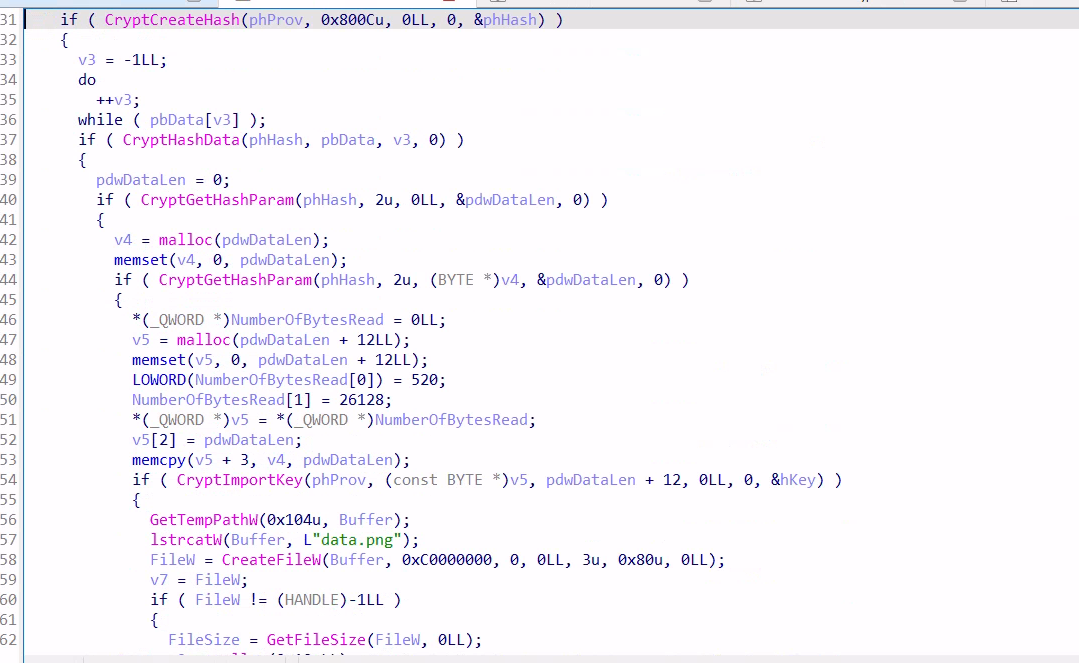 31 if ( CryptCreateHash(phProv, 0x800Cu, 0LL, 0, &phHash) )
32 {
33 v3 = -1LL;
34 do
35 ++v3;
36 while ( pbData[v3] );
37 if ( CryptHashData(phHash, pbData, v3, 0) )
38 {
39 pdwDataLen = 0;
40 if ( CryptGetHashParam(phHash, 2u, 0LL, &pdwDataLen, 0) )
41 {
42 v4 = malloc(pdwDataLen);
43 memset(v4, 0, pdwDataLen);
44 if ( CryptGetHashParam(phHash, 2u, (BYTE *)v4, &pdwDataLen, 0) )
45 {
46 *(_QWORD *)NumberOfBytesRead = 0LL;
47 v5 = malloc(pdwDataLen + 12LL);
48 memset(v5, 0, pdwDataLen + 12LL);
49 LOWORD(NumberOfBytesRead[0]) = 520;
50 NumberOfBytesRead[1] = 26128;
51 *(_QWORD *)v5 = *(_QWORD *)NumberOfBytesRead;
52 v5[2] = pdwDataLen;
53 memcpy(v5 + 3, v4, pdwDataLen);
54 if ( CryptImportKey(phProv, (const BYTE *)v5, pdwDataLen + 12, 0LL, 0, &hKey) )
55 {
56 GetTempPathW(0x104u, Buffer);
57 lstrcatW(Buffer, L"data.png");
58 FileW = CreateFileW(Buffer, 0xC0000000, 0, 0LL, 3u, 0x80u, 0LL);
59 v7 = FileW;
60 if ( FileW != (HANDLE)-1LL )
61 {
62 FileSize = GetFileSize(FileW, 0LL);